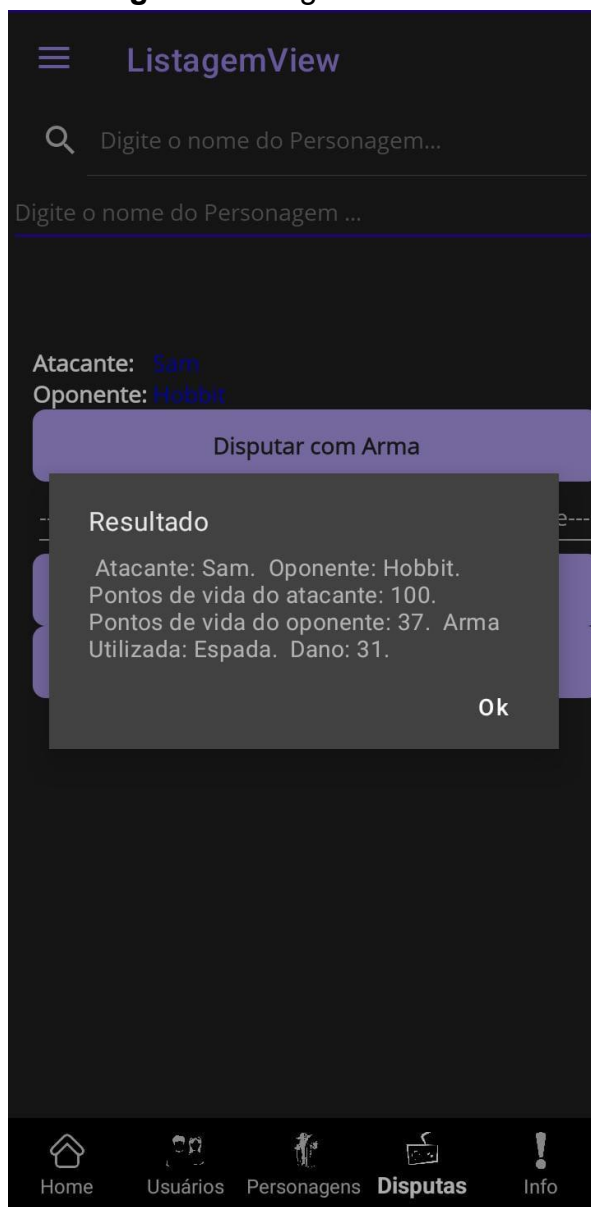 ListagemView
Digite o nome do Personagem...
Digite o nome do Personagem ...
Atacante: Sam
Oponente: Hobbit
Disputar com Arma
Resultado
Atacante: Sam. Oponente: Hobbit.
Pontos de vida do atacante: 100.
Pontos de vida do oponente: 37. Arma
Utilizada: Espada. Dano: 31.
Ok
Home Usuários Personagens Disputas Info